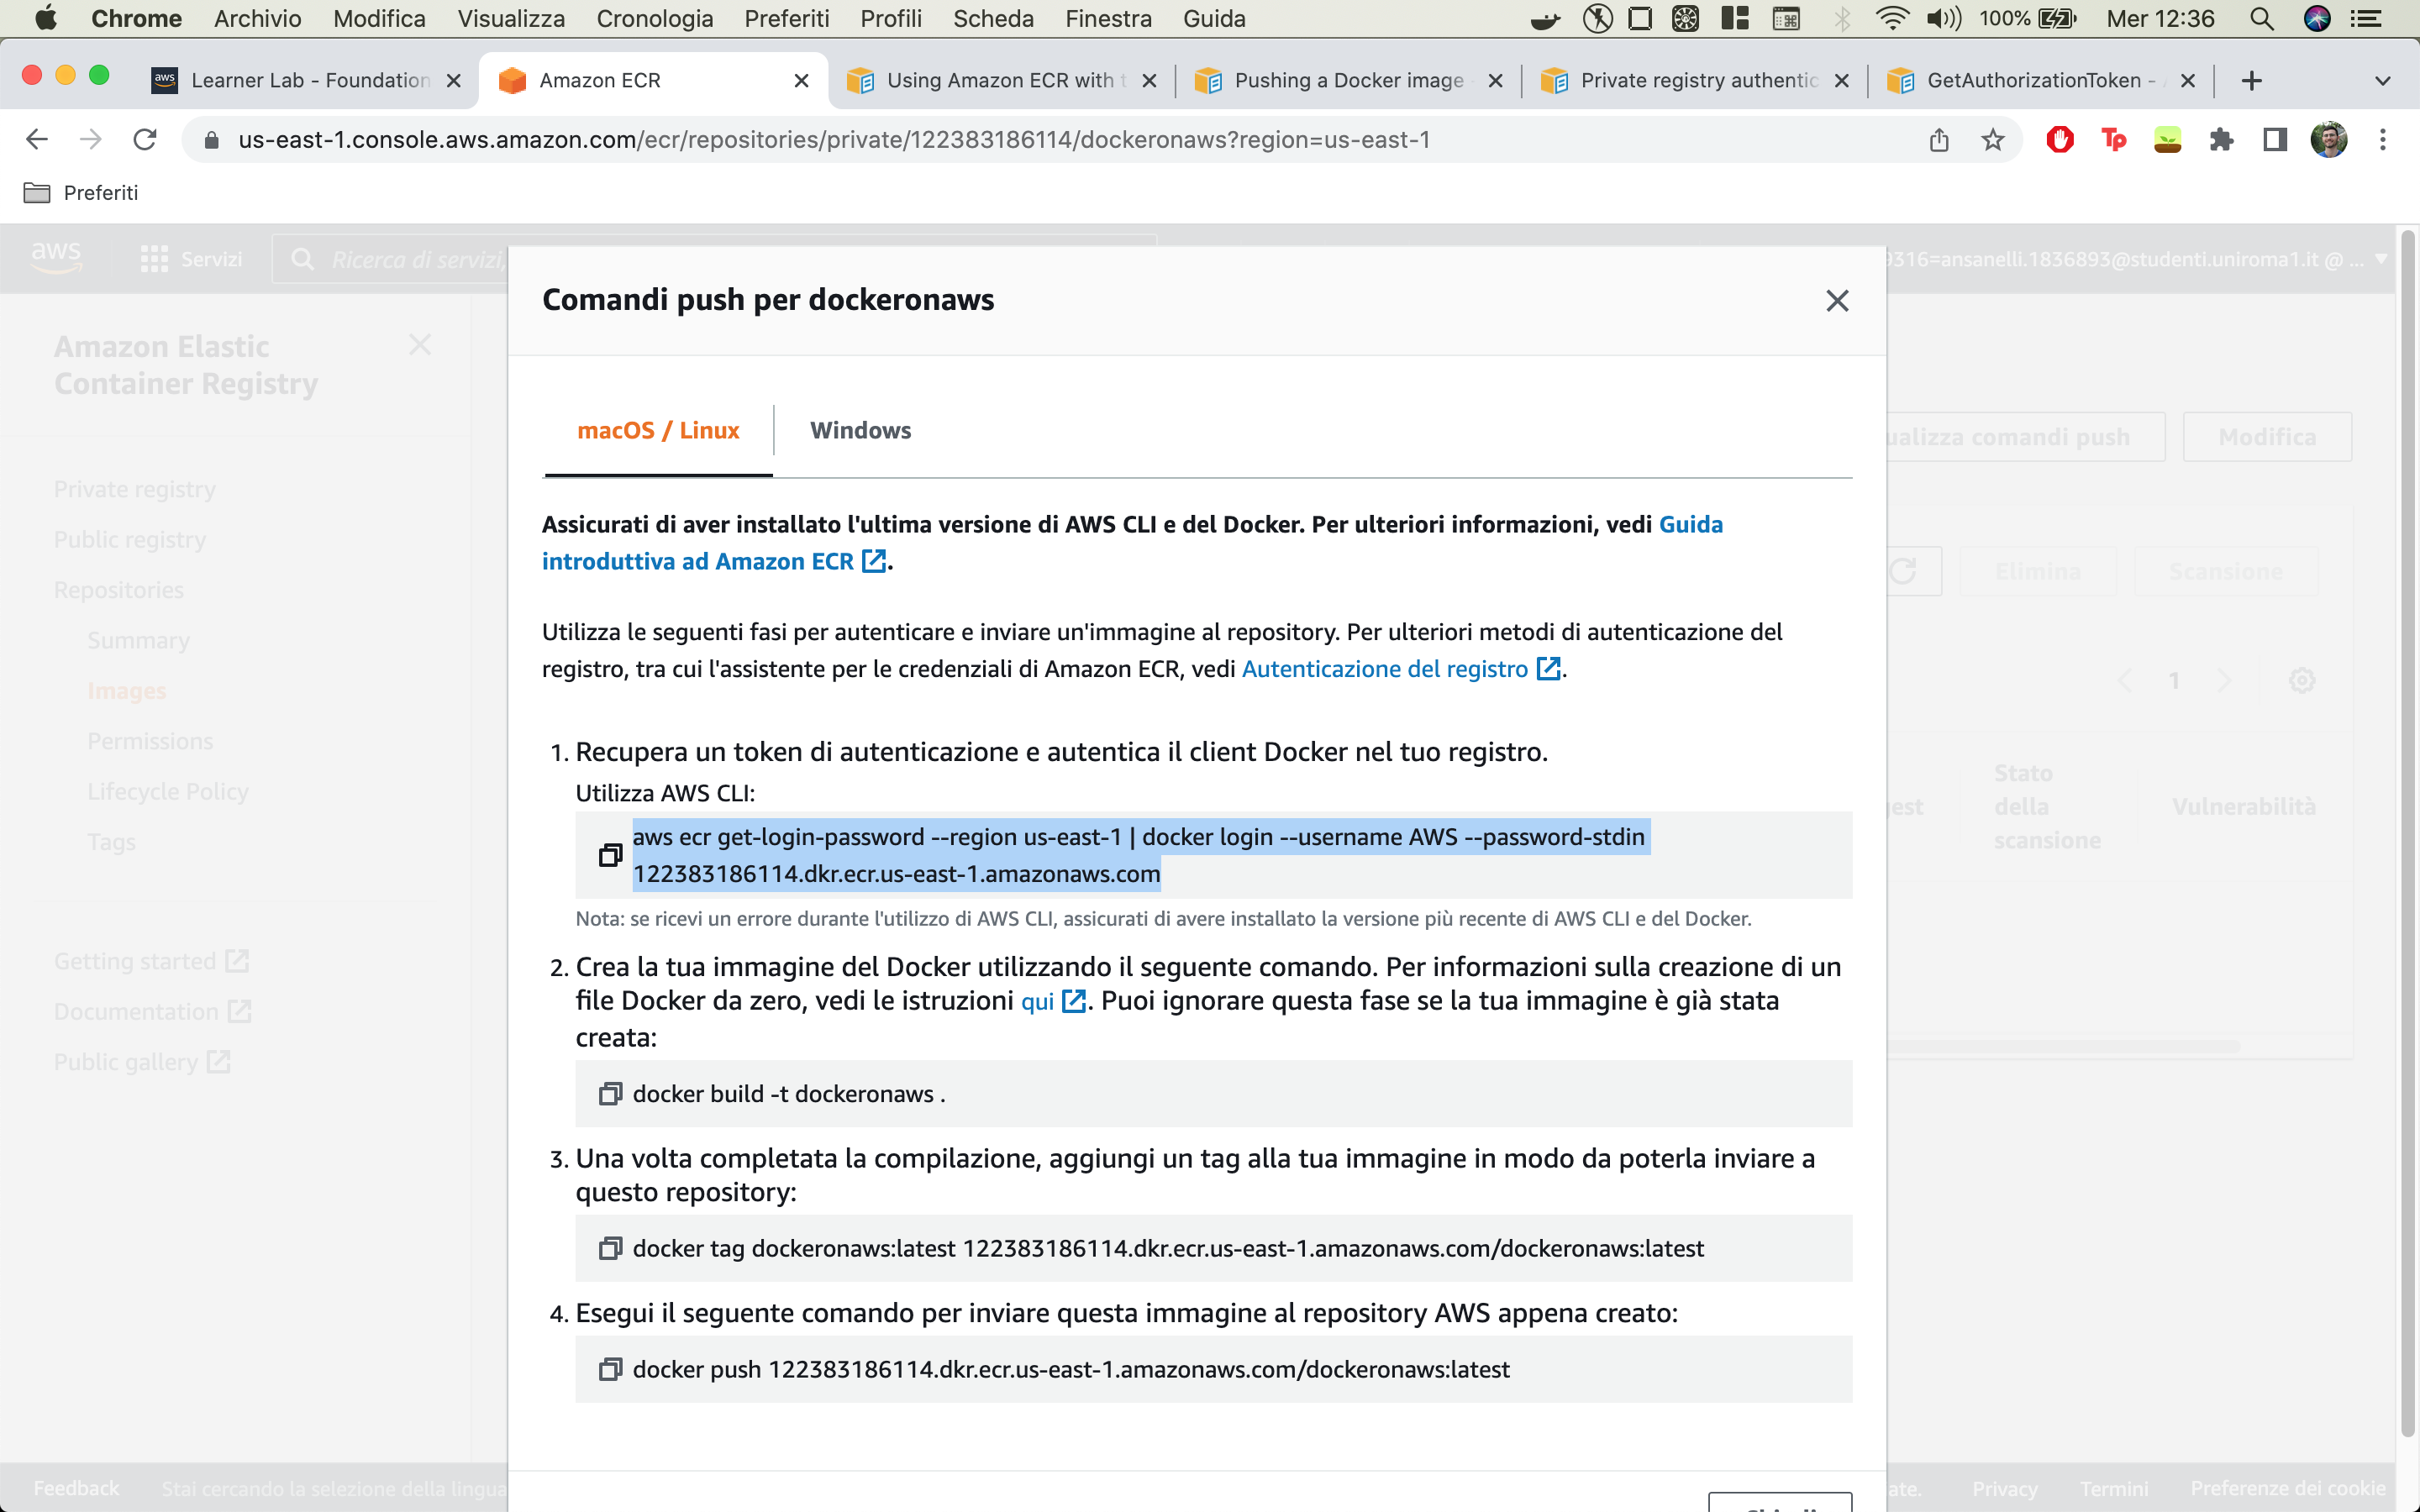 Chrome Archivio Modifica Visualizza Cronologia Preferiti Profili Scheda Finestra Guida 100% Mer 12:36
aws Learner Lab - Foundation Amazon ECR Using Amazon ECR with Pushing a Docker image Private registry GetAuthorizationToken -
us-east-1.console.aws.amazon.com/ecr/repositories/private/122383186114/dockeronaws?region=us-east-1
Tp
Preferiti
aws Servizi Ricerca di servizi, 9316=ansanelli.1836893@studenti.uniroma1.it @ ...
Amazon Elastic
Container Registry
Private registry
Public registry
Repositories
Summary
Images
Permissions
Lifecycle Policy
Tags
Getting started
Documentation
Public gallery
Comandi push per dockeronaws
macOS / Linux Windows
Assicurati di aver installato l'ultima versione di AWS CLI e del Docker. Per ulteriori informazioni, vedi Guida
introduttiva ad Amazon ECR .
Utilizza le seguenti fasi per autenticare e inviare un'immagine al repository. Per ulteriori metodi di autenticazione del
registro, tra cui l'assistente per le credenziali di Amazon ECR, vedi Autenticazione del registro .
1. Recupera un token di autenticazione e autentica il client Docker nel tuo registro.
Utilizza AWS CLI:
aws ecr get-login-password --region us-east-1 | docker login --username AWS --password-stdin
122383186114.dkr.ecr.us-east-1.amazonaws.com
Nota: se ricevi un errore durante l'utilizzo di AWS CLI, assicurati di avere installato la versione più recente di AWS CLI e del Docker.
2. Crea la tua immagine del Docker utilizzando il seguente comando. Per informazioni sulla creazione di un
file Docker da zero, vedi le istruzioni qui . Puoi ignorare questa fase se la tua immagine è già stata
creata:
docker build -t dockeronaws .
3. Una volta completata la compilazione, aggiungi un tag alla tua immagine in modo da poterla inviare a
questo repository:
docker tag dockeronaws:latest 122383186114.dkr.ecr.us-east-1.amazonaws.com/dockeronaws:latest
4. Esegui il seguente comando per inviare questa immagine al repository AWS appena creato:
docker push 122383186114.dkr.ecr.us-east-1.amazonaws.com/dockeronaws:latest
ualizza comandi push Modifica
Elimina Scansione
1
est
Stato
della
scansione
Vulnerabilità
Feedback Stai cercando la selezione della lingua ate. Privacy Termini Preferenze dei cookie